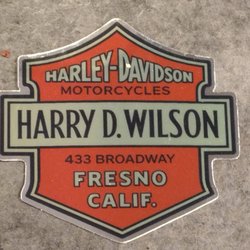 HARLEY-DAVIDSON
MOTORCYCLES
HARRY D. WILSON
433 BROADWAY
FRESNO
CALIF.